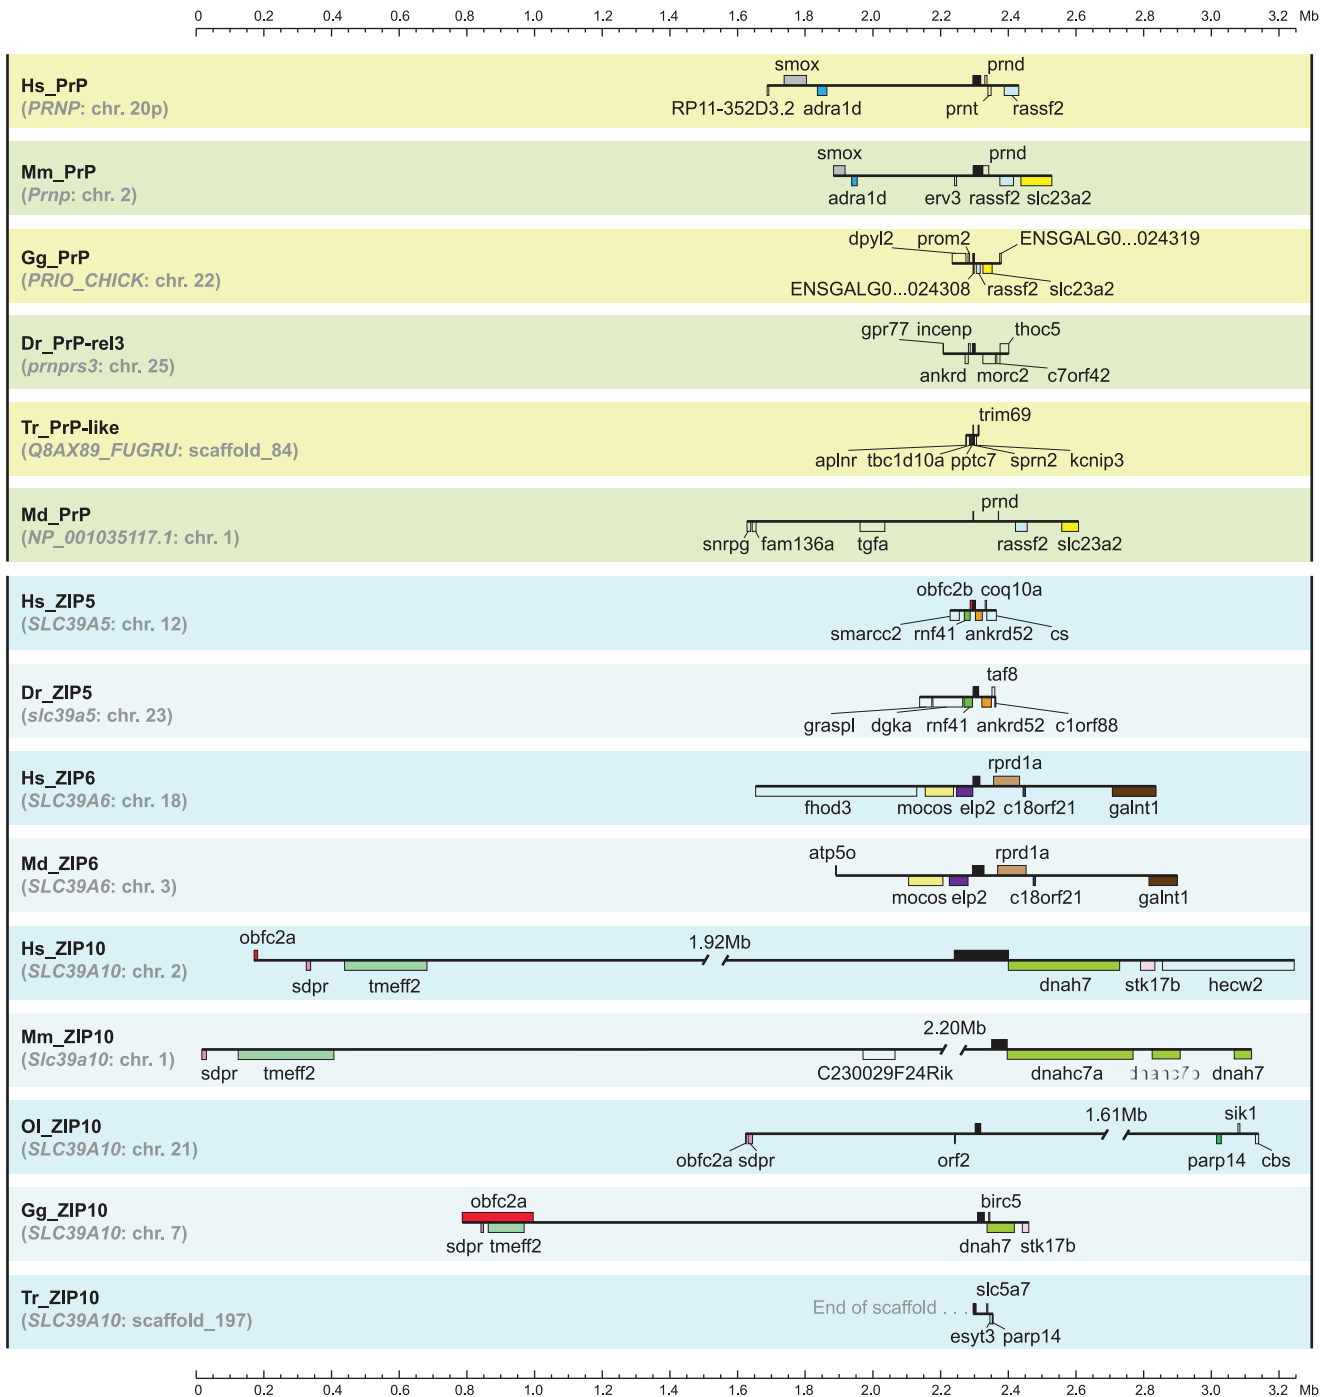 0 0.2 0.4 0.6 0.8 1.0 1.2 1.4 1.6 1.8 2.0 2.2 2.4 2.6 2.8 3.0 3.2 Mb
smox prnd
Hs_PrP
(PRNP: chr. 20p)
RP11-352D3.2 adra1d prnt rassf2
smox prnd
Mm_PrP
(Prnp: chr. 2)
adra1d erv3 rassf2 slc23a2
dpyl2 prom2 ENSGALG0...024319
Gg_PrP
(PRIO_CHICK: chr. 22)
ENSGALG0...024308 rassf2 slc23a2
gpr77 incenp thoc5
Dr_PrP-rel3
(prnprs3: chr. 25)
ankrd morc2 c7orf42
trim69
Tr_PrP-like
(Q8AX89_FUGRU: scaffold_84)
aplnr tbc1d10a pptc7 sprn2 kcnip3
prnd
Md_PrP
(NP_001035117.1: chr. 1)
snrpg fam136a tgfa rassf2 slc23a2
obfc2b coq10a
Hs_ZIP5
(SLC39A5: chr. 12)
smarcc2 rnf41 ankrd52 cs
taf8
Dr_ZIP5
(slc39a5: chr. 23)
graspl dgka rnf41 ankrd52 c1orf88
rprd1a
Hs_ZIP6
(SLC39A6: chr. 18)
fhod3 mocos elp2 c18orf21 galnt1
atp5o rprd1a
Md_ZIP6
(SLC39A6: chr. 3)
mocos elp2 c18orf21 galnt1
obfc2a 1.92Mb
Hs_ZIP10
(SLC39A10: chr. 2)
sdpr tmeff2 dnah7 stk17b hecw2
2.20Mb
Mm_ZIP10
(Slc39a10: chr. 1)
sdpr tmeff2 C230029F24Rik dnahc7a dnahc7b dnah7
1.61Mb sik1
Ol_ZIP10
(SLC39A10: chr. 21)
obfc2a sdpr orf2 parp14 cbs
obfc2a birc5
Gg_ZIP10
(SLC39A10: chr. 7)
sdpr tmeff2 dnah7 stk17b
slc5a7
Tr_ZIP10
(SLC39A10: scaffold_197)
End of scaffold . . .
esyt3 parp14
0 0.2 0.4 0.6 0.8 1.0 1.2 1.4 1.6 1.8 2.0 2.2 2.4 2.6 2.8 3.0 3.2 Mb